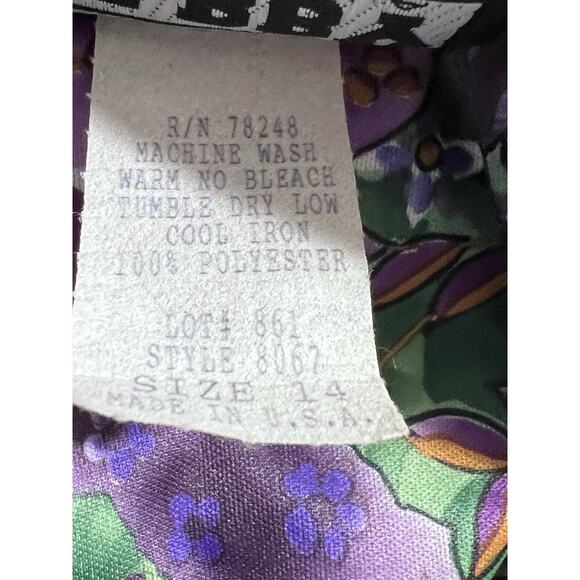 R/N 78248
MACHINE WASH
WARM NO BLEACH
TUMBLE DRY LOW
COOL IRON
100% POLYESTER
LOT# 861
STYLE 8067
SIZE 14
MADE IN U.S.A.